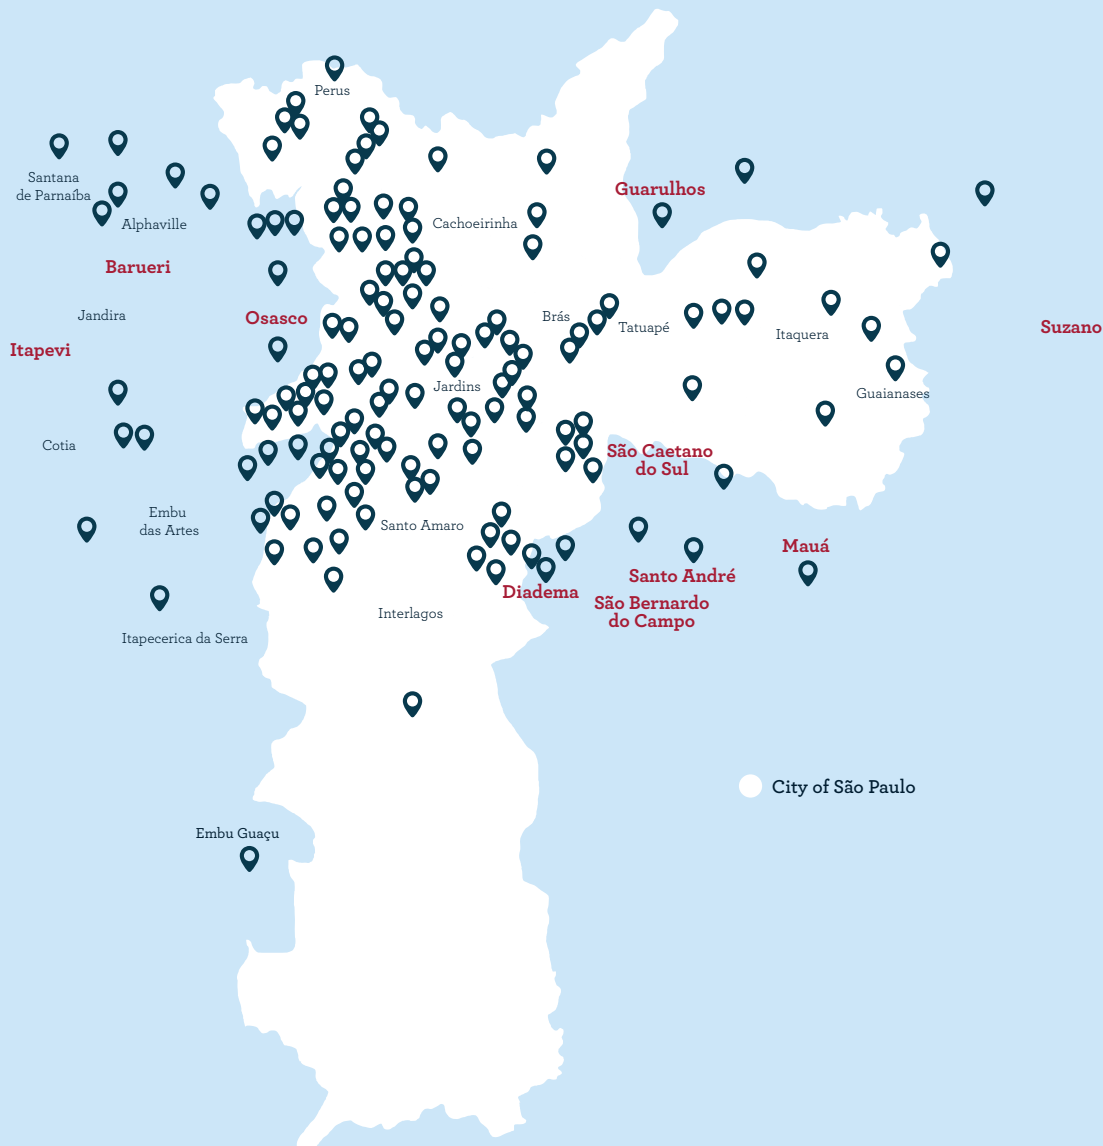 Perus
Santana
de Parnaíba
Guarulhos
Alphaville
Cachoeirinha
Barueri
Jandira
Osasco
Brás
Tatuapé
Suzano
Itaquera
Itapevi
Jardins
Guaianases
Cotia
São Caetano
do Sul
Embu
das Artes
Santo Amaro
Mauá
Santo André
Diadema
São Bernardo
do Campo
Interlagos
Itapecerica da Serra
City of São Paulo
Embu Guaçu